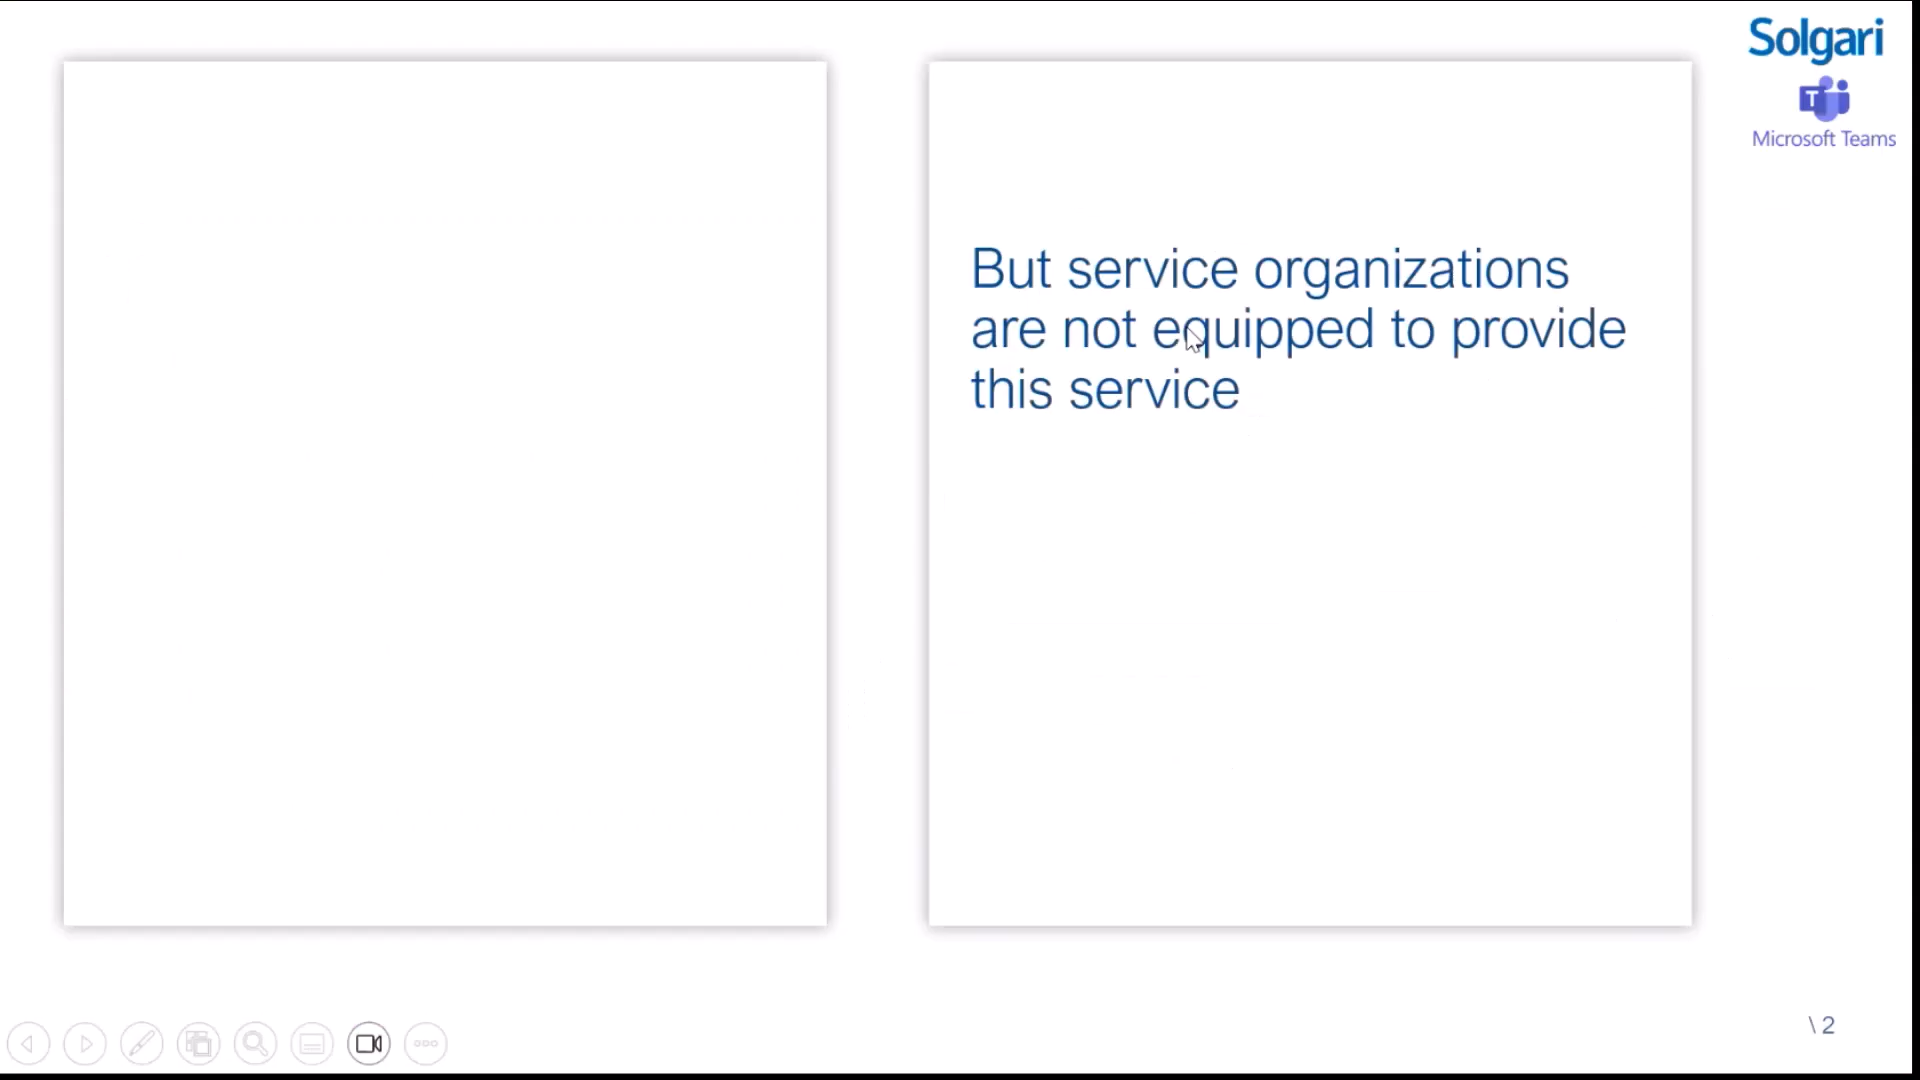 Solgari
T
Microsoft Teams
But service organizations
are not equipped to provide
this service
\ 2